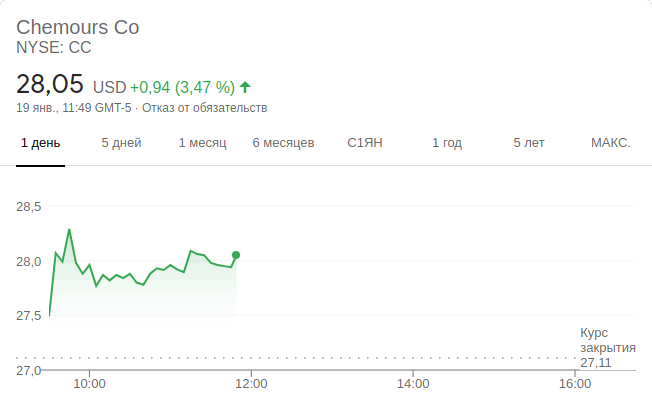 Chemours Co
NYSE: CC
28,05 USD +0,94 (3,47 %)
19 янв., 11:49 GMT-5 · Отказ от обязательств
1 день 5 дней 1 месяц 6 месяцев С1ЯН 1 год 5 лет МАКС.
28,5
28,0
27,5
Курс
закрытия
27,11
27,0
10:00 12:00 14:00 16:00